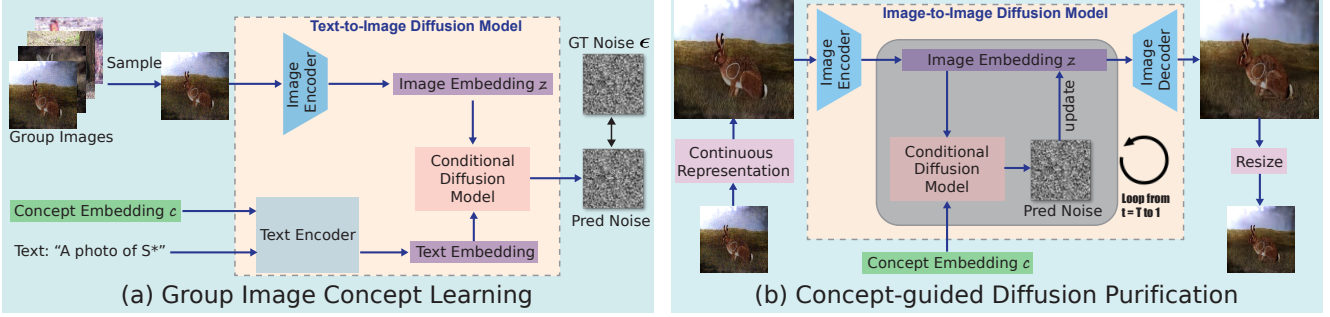 Text-to-Image Diffusion Model
Sample
Group Images
Image
Encoder
Image Embedding z
GT Noise ϵ
Conditional
Diffusion
Model
Pred Noise
Concept Embedding c
Text: “A photo of S*”
Text Encoder
Text Embedding
(a) Group Image Concept Learning
Image-to-Image Diffusion Model
Image
Encoder
Image Embedding z
Image
Decoder
update
Continuous
Representation
Conditional
Diffusion
Model
Pred Noise
Loop from
t = T to 1
Resize
Concept Embedding c
(b) Concept-guided Diffusion Purification